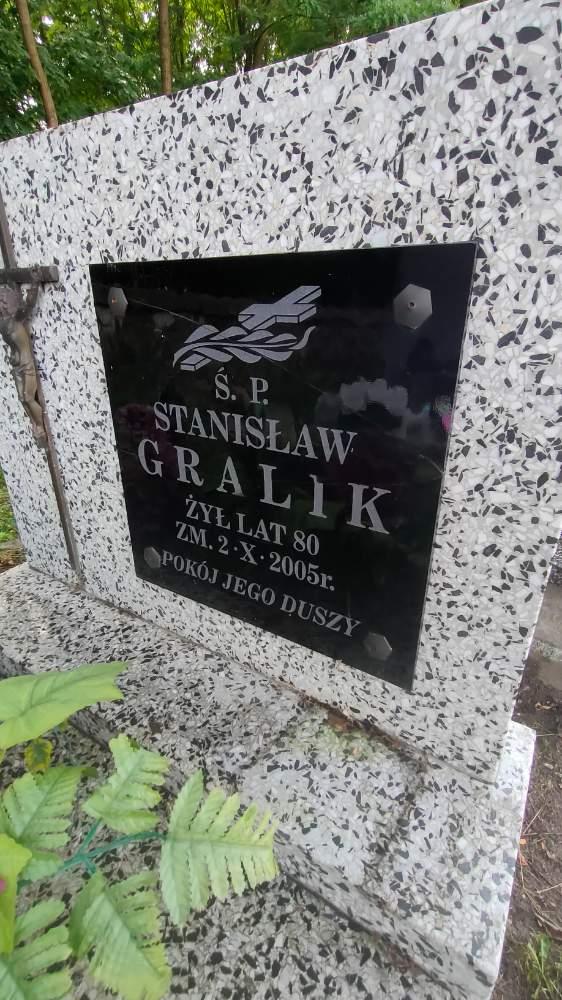 Ś. P.
STANISŁAW
GRALIK
ŻYŁ LAT 80
ZM. 2·X·2005r.
POKÓJ JEGO DUSZY